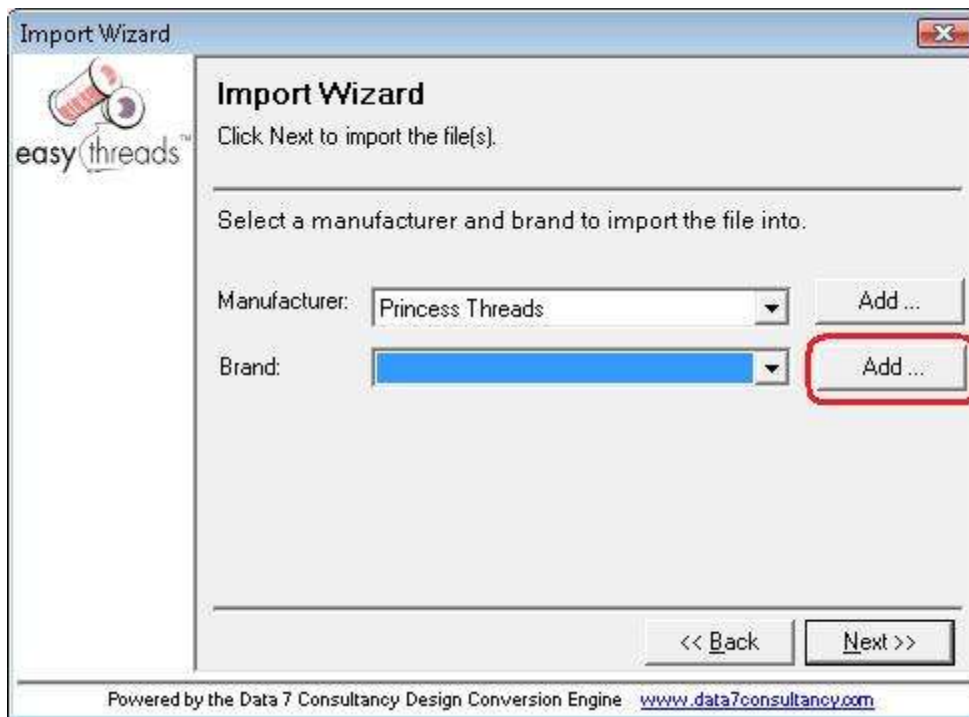 Import Wizard
easy threads™
Import Wizard
Click Next to import the file(s).
Select a manufacturer and brand to import the file into.
Manufacturer: Princess Threads Add ...
Brand: Add ...
<< Back Next >>
Powered by the Data 7 Consultancy Design Conversion Engine www.data7consultancy.com